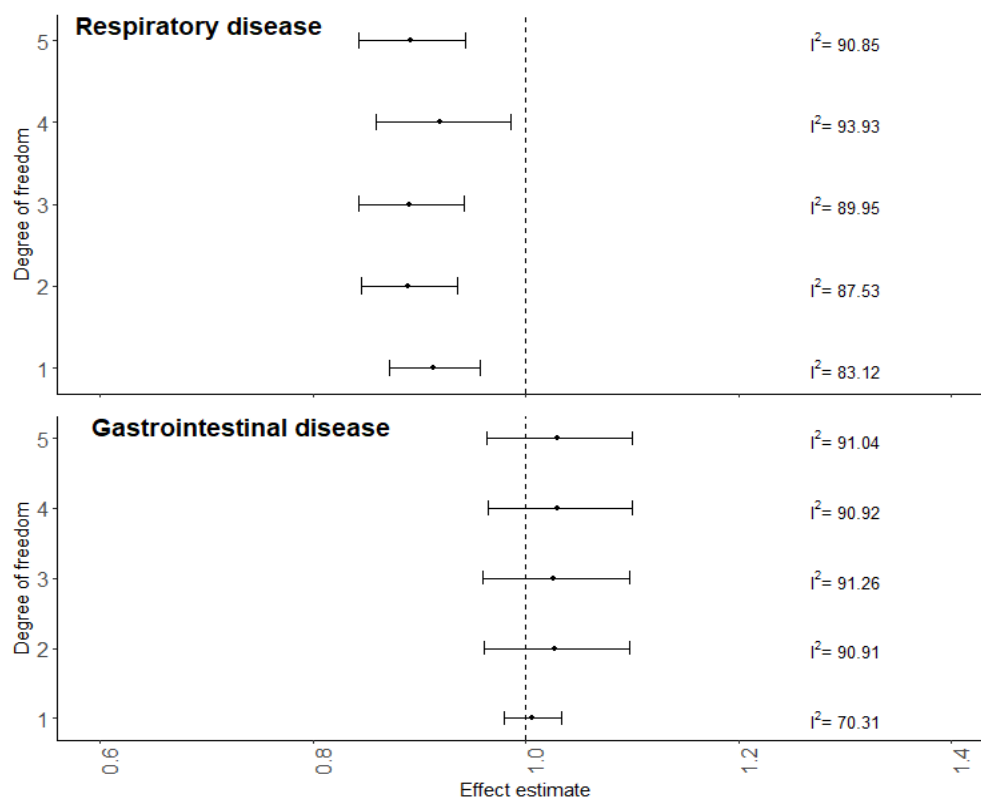 Respiratory disease
Degree of freedom
5
I²= 90.85
4
I²= 93.93
3
I²= 89.95
2
I²= 87.53
1
I²= 83.12
Gastrointestinal disease
Degree of freedom
5
I²= 91.04
4
I²= 90.92
3
I²= 91.26
2
I²= 90.91
1
I²= 70.31
0.6
0.8
1.0
1.2
1.4
Effect estimate